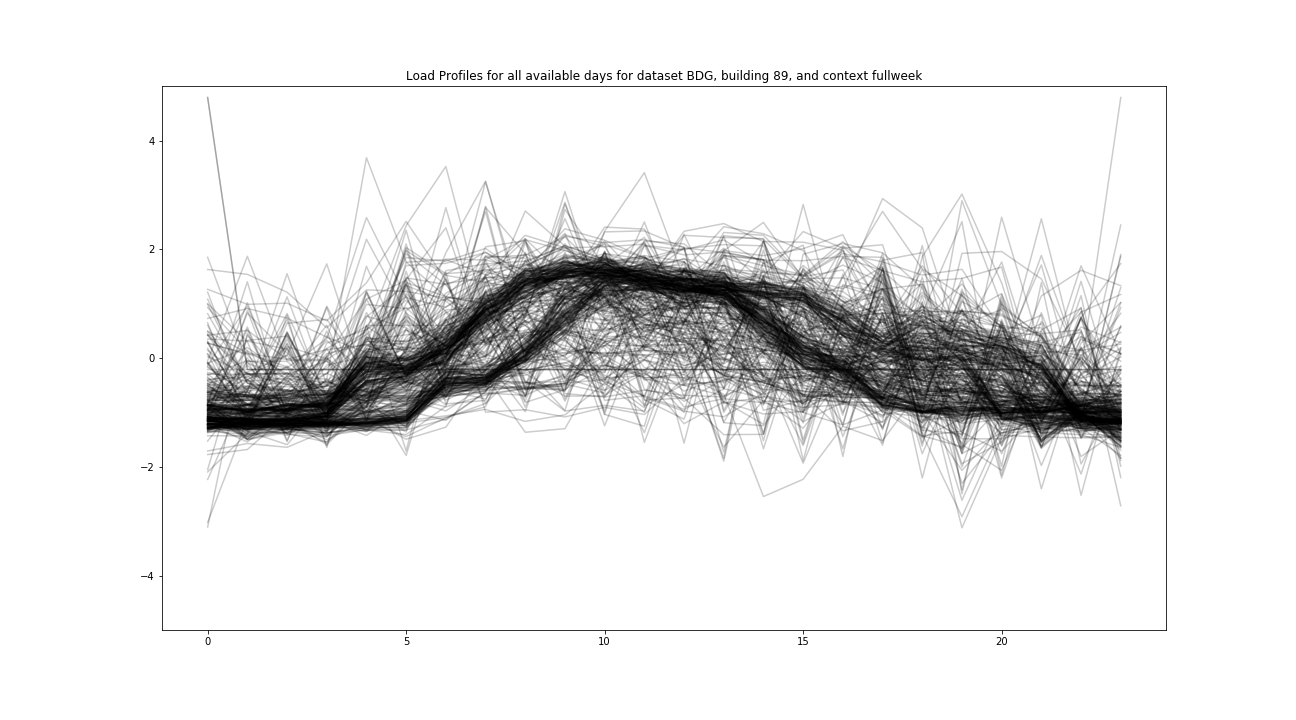 Load Profiles for all available days for dataset BDG, building 89, and context fullweek
4
2
0
−2
−4
0 5 10 15 20